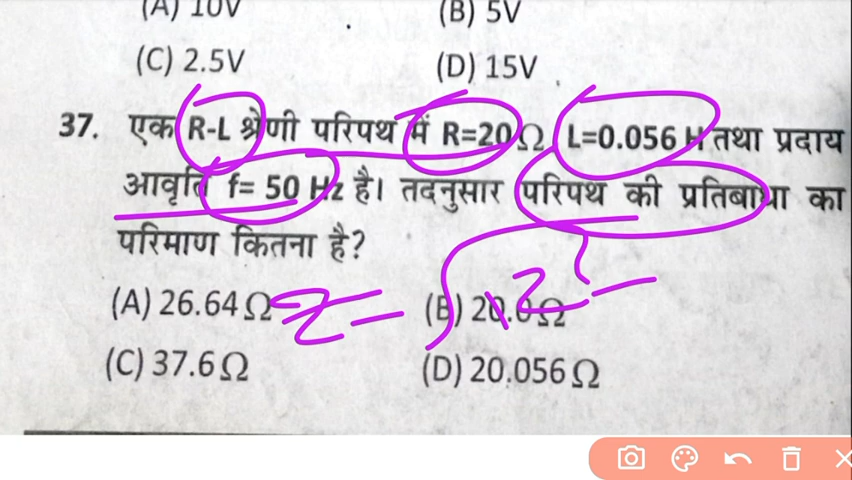 (A) 10V (B) 5V
(C) 2.5V (D) 15V
37. एक R-L श्रेणी परिपथ में R=20Ω L=0.056 H तथा प्रदाय
आवृति f= 50 Hz है। तदनुसार परिपथ की प्रतिबाधा का
परिमाण कितना है?
(A) 26.64Ω (B) 20.0Ω
Z =
(C) 37.6Ω (D) 20.056Ω